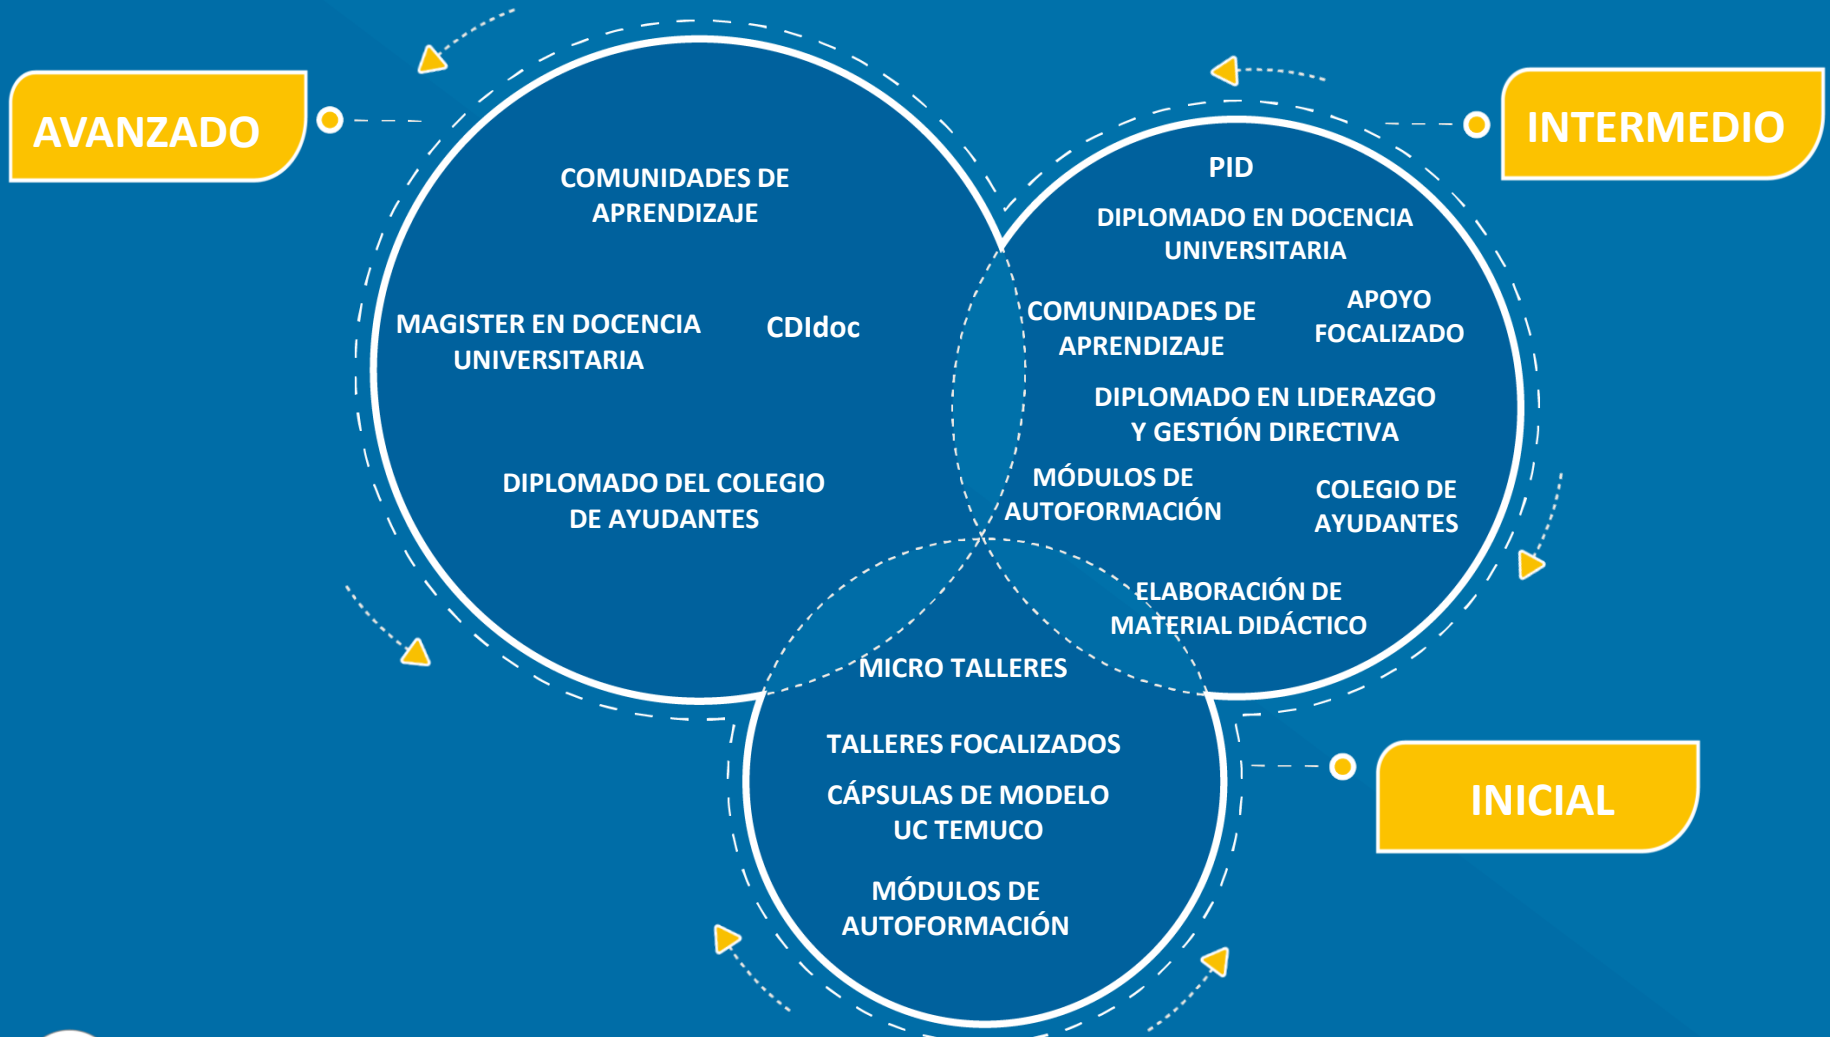 AVANZADO
COMUNIDADES DE
APRENDIZAJE
MAGISTER EN DOCENCIA
UNIVERSITARIA
CDIdoc
DIPLOMADO DEL COLEGIO
DE AYUDANTES
INTERMEDIO
PID
DIPLOMADO EN DOCENCIA
UNIVERSITARIA
COMUNIDADES DE
APRENDIZAJE
APOYO
FOCALIZADO
DIPLOMADO EN LIDERAZGO
Y GESTIÓN DIRECTIVA
MÓDULOS DE
AUTOFORMACIÓN
COLEGIO DE
AYUDANTES
ELABORACIÓN DE
MATERIAL DIDÁCTICO
MICRO TALLERES
TALLERES FOCALIZADOS
CÁPSULAS DE MODELO
UC TEMUCO
MÓDULOS DE
AUTOFORMACIÓN
INICIAL